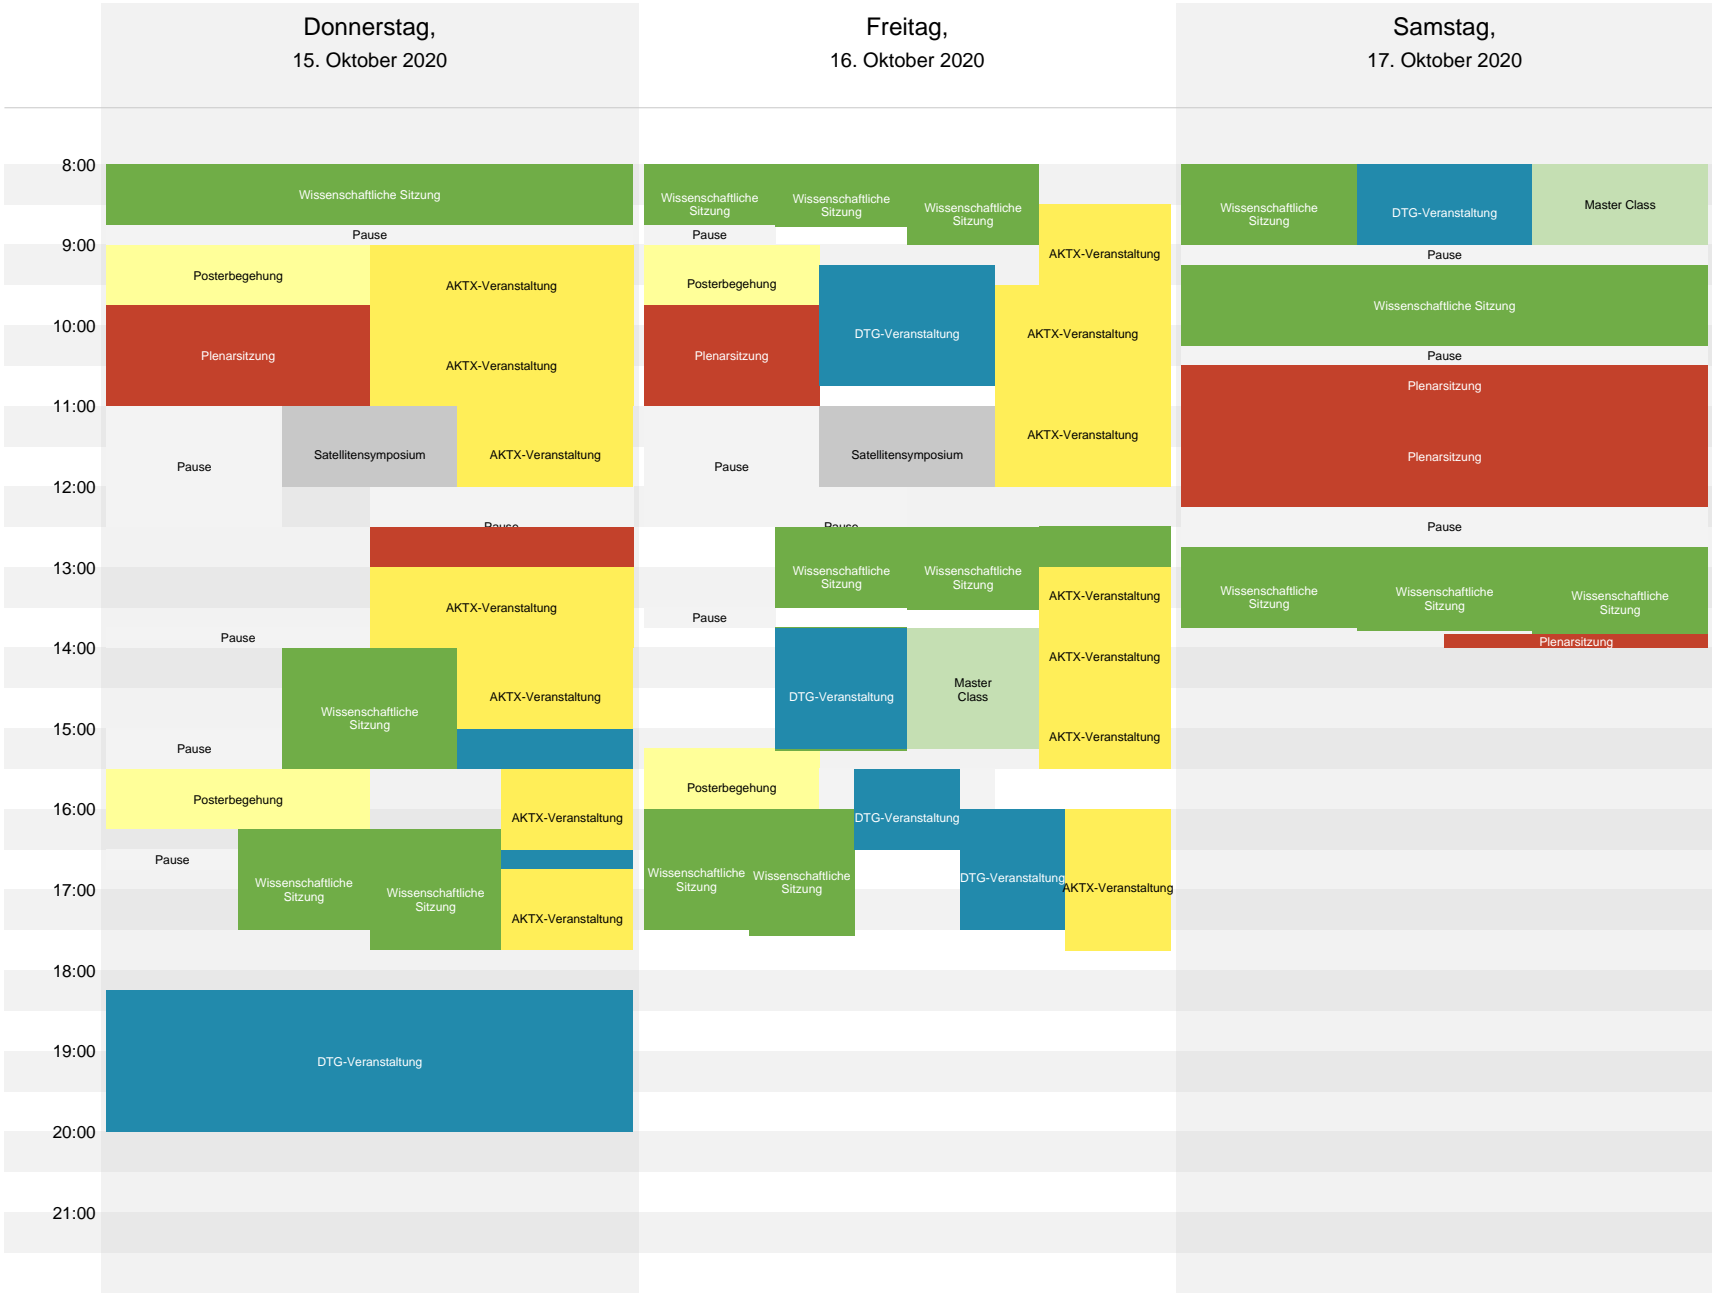 Donnerstag,
15. Oktober 2020
Freitag,
16. Oktober 2020
Samstag,
17. Oktober 2020
8:00
9:00
10:00
11:00
12:00
13:00
14:00
15:00
16:00
17:00
18:00
19:00
20:00
21:00
Wissenschaftliche Sitzung
Pause
Posterbegehung
AKTX-Veranstaltung
Plenarsitzung
AKTX-Veranstaltung
Pause
Satellitensymposium
AKTX-Veranstaltung
Pause
AKTX-Veranstaltung
Pause
Wissenschaftliche
Sitzung
AKTX-Veranstaltung
Pause
Posterbegehung
AKTX-Veranstaltung
Pause
Wissenschaftliche
Sitzung
Wissenschaftliche
Sitzung
AKTX-Veranstaltung
DTG-Veranstaltung
Wissenschaftliche
Sitzung
Wissenschaftliche
Sitzung
Wissenschaftliche
Sitzung
Pause
AKTX-Veranstaltung
Posterbegehung
DTG-Veranstaltung
AKTX-Veranstaltung
Plenarsitzung
Pause
Satellitensymposium
AKTX-Veranstaltung
Pause
Wissenschaftliche
Sitzung
Wissenschaftliche
Sitzung
AKTX-Veranstaltung
Pause
AKTX-Veranstaltung
DTG-Veranstaltung
Master
Class
AKTX-Veranstaltung
Posterbegehung
DTG-Veranstaltung
Wissenschaftliche
Sitzung
Wissenschaftliche
Sitzung
DTG-Veranstaltung
AKTX-Veranstaltung
Wissenschaftliche
Sitzung
DTG-Veranstaltung
Master Class
Pause
Wissenschaftliche Sitzung
Pause
Plenarsitzung
Plenarsitzung
Pause
Wissenschaftliche
Sitzung
Wissenschaftliche
Sitzung
Wissenschaftliche
Sitzung
Plenarsitzung